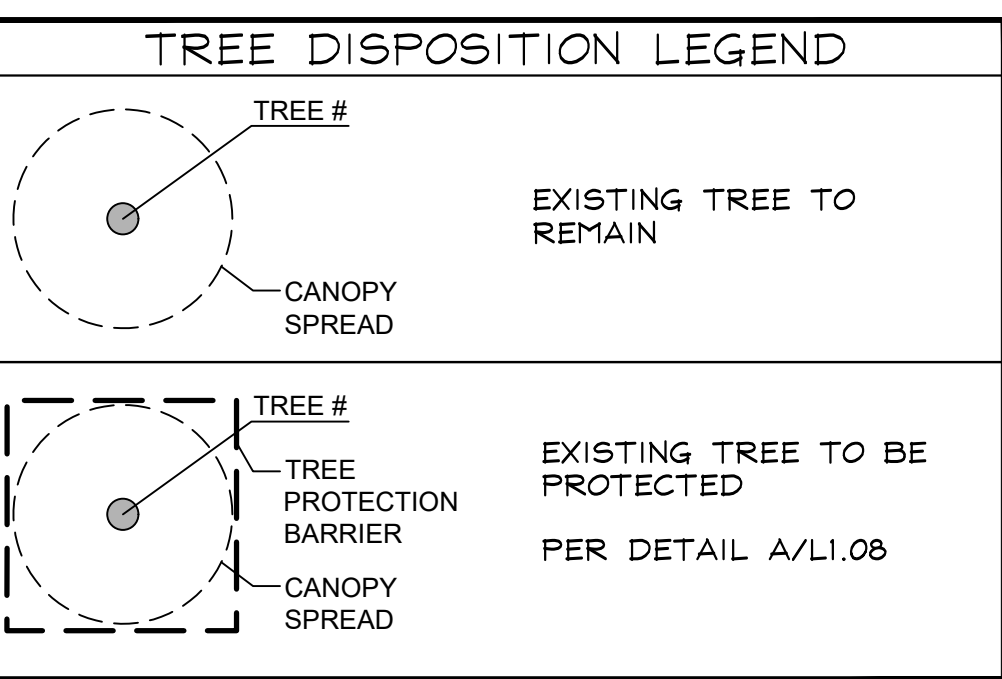 TREE DISPOSITION LEGEND
TREE #
CANOPY
SPREAD
EXISTING TREE TO
REMAIN
TREE #
TREE
PROTECTION
BARRIER
CANOPY
SPREAD
EXISTING TREE TO BE
PROTECTED
PER DETAIL A/L1.08